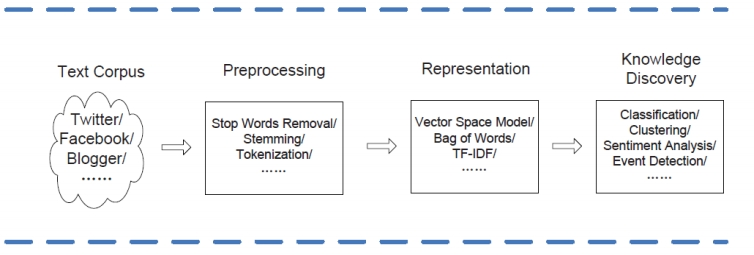 Text Corpus
Twitter/
Facebook/
Blogger/
……
Preprocessing
Stop Words Removal/
Stemming/
Tokenization/
……
Representation
Vector Space Model/
Bag of Words/
TF-IDF/
……
Knowledge
Discovery
Classification/
Clustering/
Sentiment Analysis/
Event Detection/
……